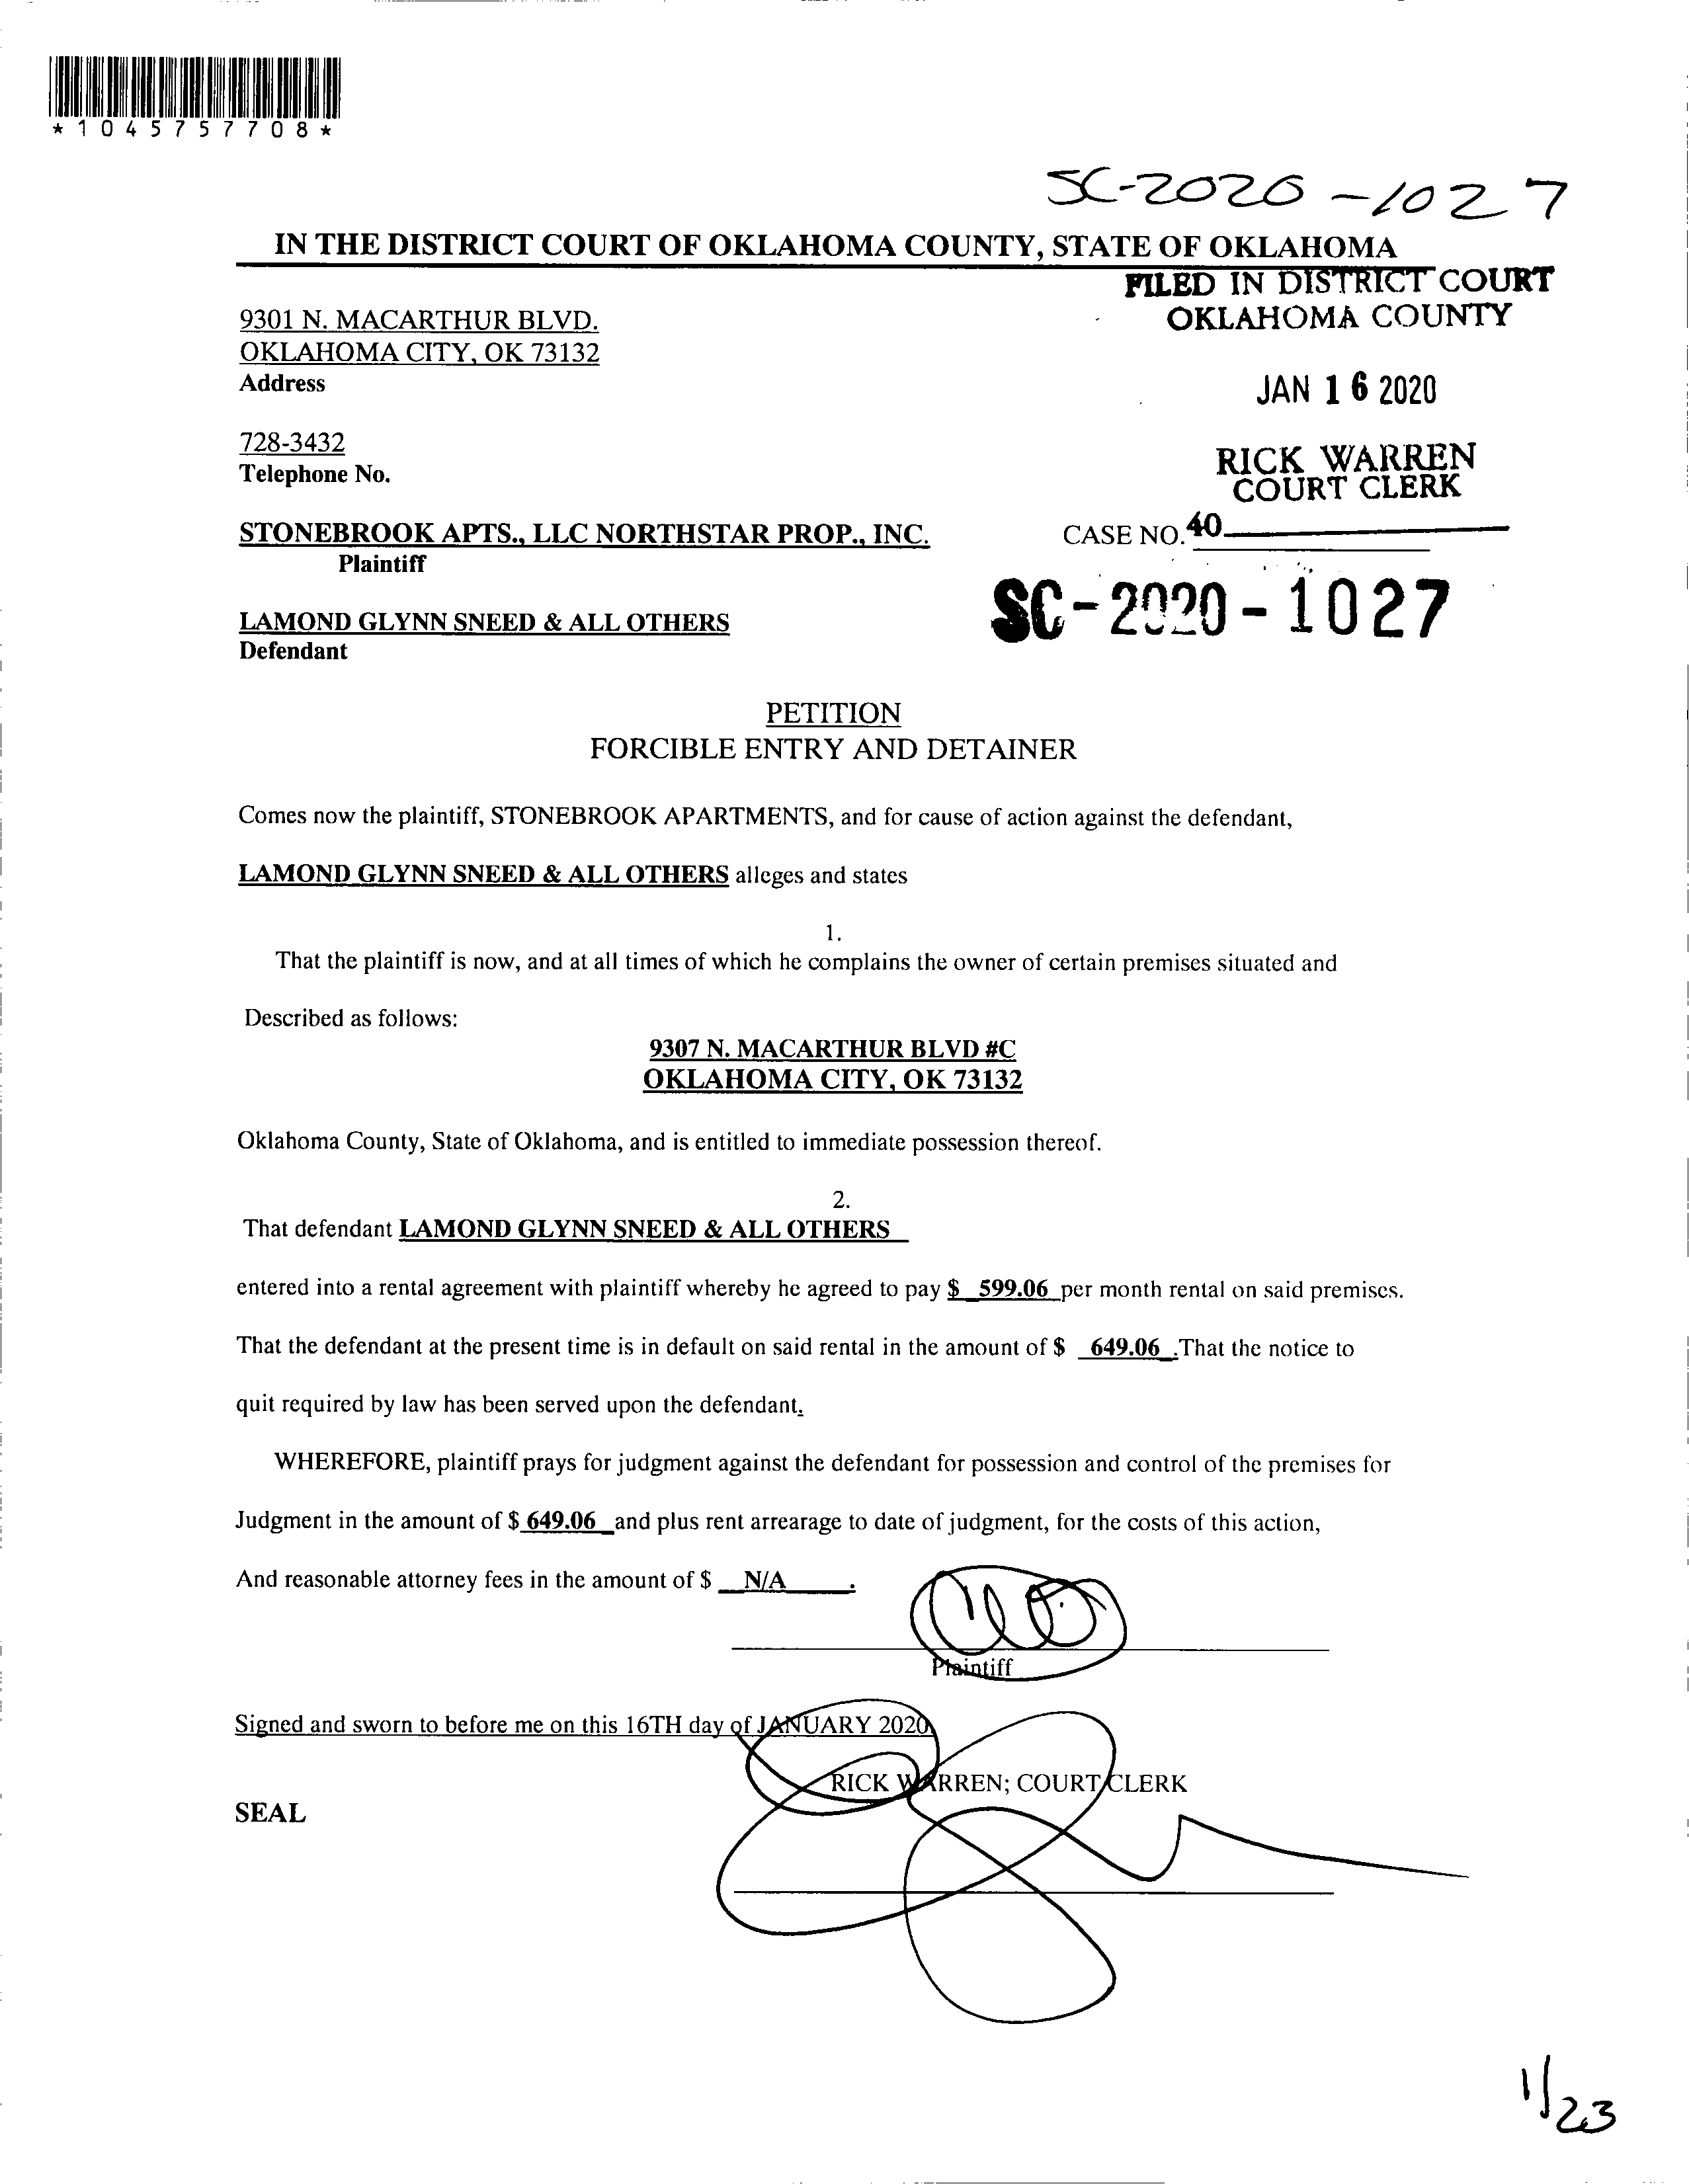 *1045757708*
SC-2020-1027
IN THE DISTRICT COURT OF OKLAHOMA COUNTY, STATE OF OKLAHOMA
FILED IN DISTRICT COURT
OKLAHOMA COUNTY
9301 N. MACARTHUR BLVD.
OKLAHOMA CITY, OK 73132
Address
JAN 16 2020
728-3432
Telephone No.
RICK WARREN
COURT CLERK
STONEBROOK APTS., LLC NORTHSTAR PROP., INC.
CASE NO. 40
Plaintiff
SC-2020-1027
LAMOND GLYNN SNEED & ALL OTHERS
Defendant
PETITION
FORCIBLE ENTRY AND DETAINER
Comes now the plaintiff, STONEBROOK APARTMENTS, and for cause of action against the defendant,
LAMOND GLYNN SNEED & ALL OTHERS alleges and states
1.
That the plaintiff is now, and at all times of which he complains the owner of certain premises situated and
Described as follows:
9307 N. MACARTHUR BLVD #C
OKLAHOMA CITY, OK 73132
Oklahoma County, State of Oklahoma, and is entitled to immediate possession thereof.
2.
That defendant LAMOND GLYNN SNEED & ALL OTHERS
entered into a rental agreement with plaintiff whereby he agreed to pay $ 599.06 per month rental on said premises.
That the defendant at the present time is in default on said rental in the amount of $ 649.06 .That the notice to
quit required by law has been served upon the defendant.
WHEREFORE, plaintiff prays for judgment against the defendant for possession and control of the premises for
Judgment in the amount of $ 649.06 and plus rent arrearage to date of judgment, for the costs of this action,
And reasonable attorney fees in the amount of $ N/A .
Plaintiff
Signed and sworn to before me on this 16TH day of JANUARY 2020
RICK WARREN; COURT CLERK
SEAL
1/23